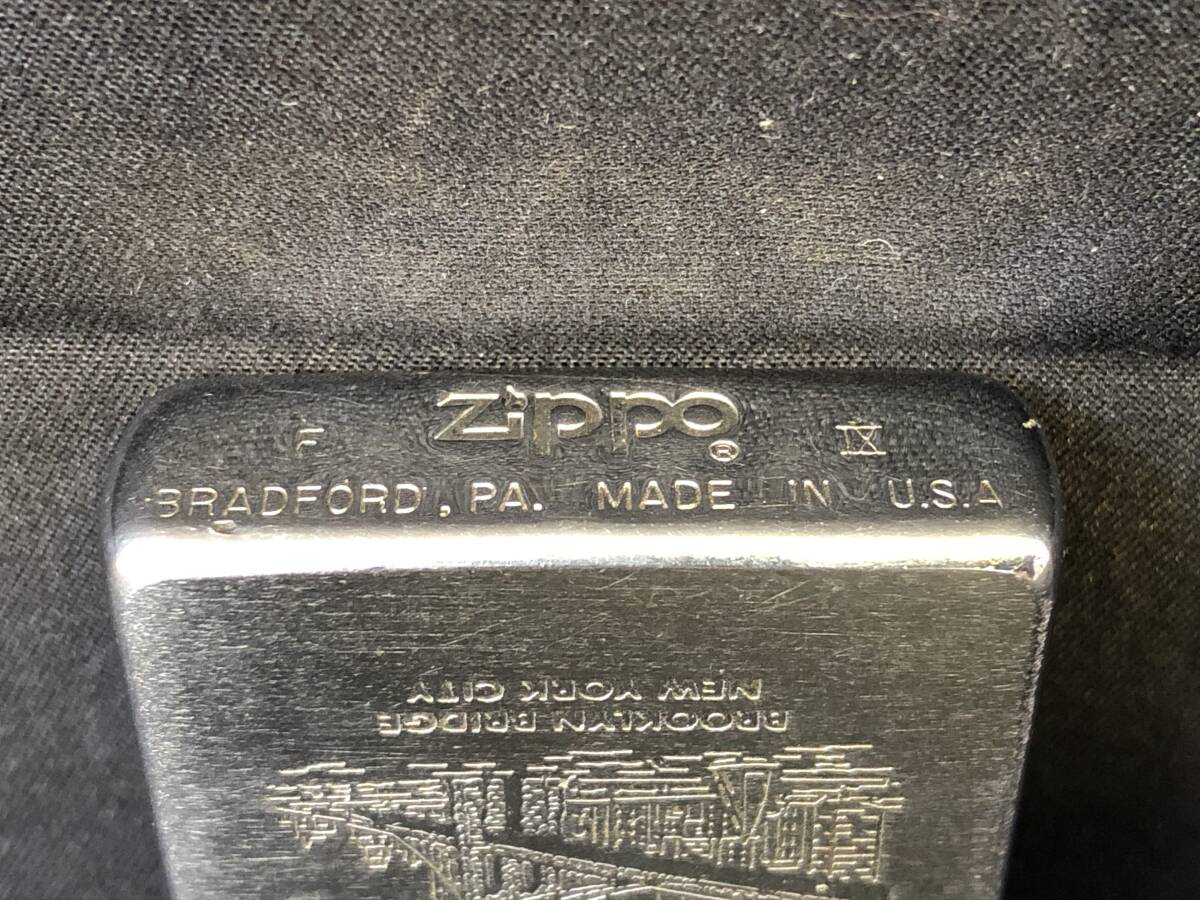 F zippo® IX
BRADFORD, PA. MADE IN U.S.A
BROOKLYN BRIDGE
NEW YORK CITY